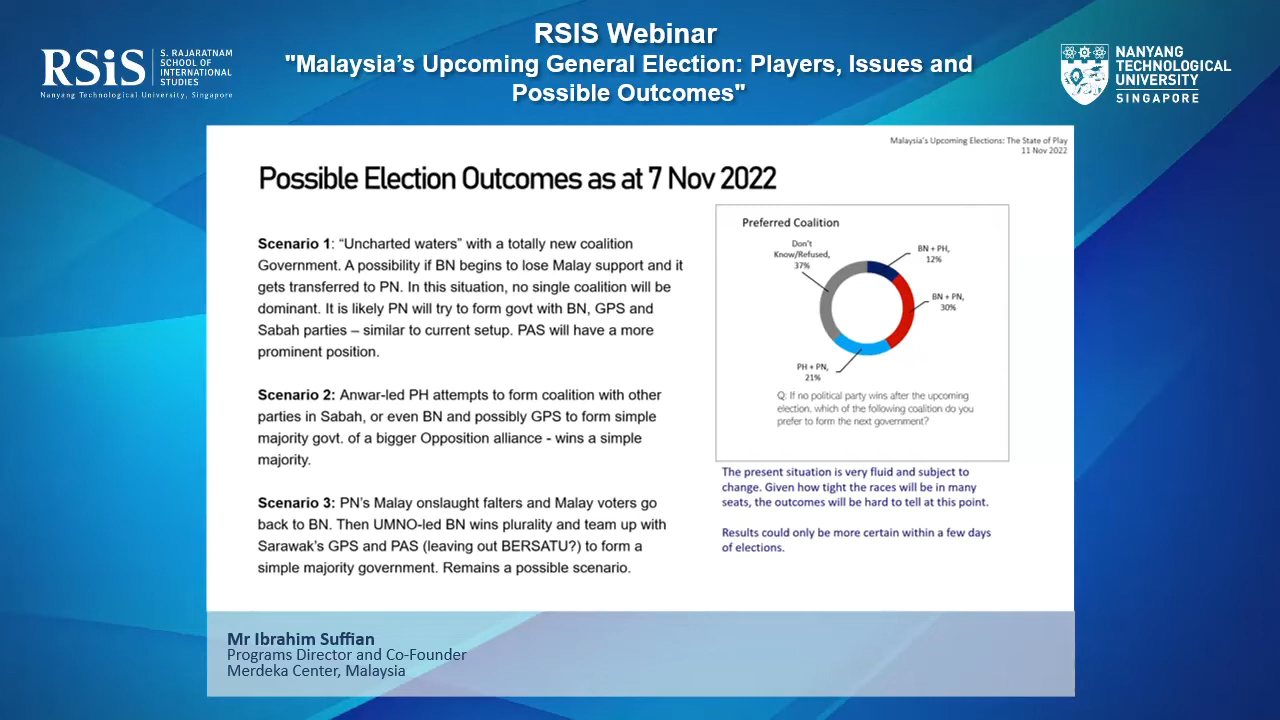 RSIS Webinar
"Malaysia’s Upcoming General Election: Players, Issues and
Possible Outcomes"
RSiS
S. RAJARATNAM
SCHOOL OF
INTERNATIONAL
STUDIES
Nanyang Technological University, Singapore
NANYANG
TECHNOLOGICAL
UNIVERSITY
SINGAPORE
Malaysia’s Upcoming Elections: The State of Play
11 Nov 2022
Possible Election Outcomes as at 7 Nov 2022
Scenario 1: “Uncharted waters” with a totally new coalition
Government. A possibility if BN begins to lose Malay support and it
gets transferred to PN. In this situation, no single coalition will be
dominant. It is likely PN will try to form govt with BN, GPS and
Sabah parties – similar to current setup. PAS will have a more
prominent position.
Scenario 2: Anwar-led PH attempts to form coalition with other
parties in Sabah, or even BN and possibly GPS to form simple
majority govt. of a bigger Opposition alliance - wins a simple
majority.
Scenario 3: PN’s Malay onslaught falters and Malay voters go
back to BN. Then UMNO-led BN wins plurality and team up with
Sarawak’s GPS and PAS (leaving out BERSATU?) to form a
simple majority government. Remains a possible scenario.
Preferred Coalition
Don't
Know/Refused,
37%
BN + PH,
12%
BN + PN,
30%
PH + PN,
21%
Q: If no political party wins after the upcoming
election, which of the following coalition do you
prefer to form the next government?
The present situation is very fluid and subject to
change. Given how tight the races will be in many
seats, the outcomes will be hard to tell at this point.
Results could only be more certain within a few days
of elections.
Mr Ibrahim Suffian
Programs Director and Co-Founder
Merdeka Center, Malaysia